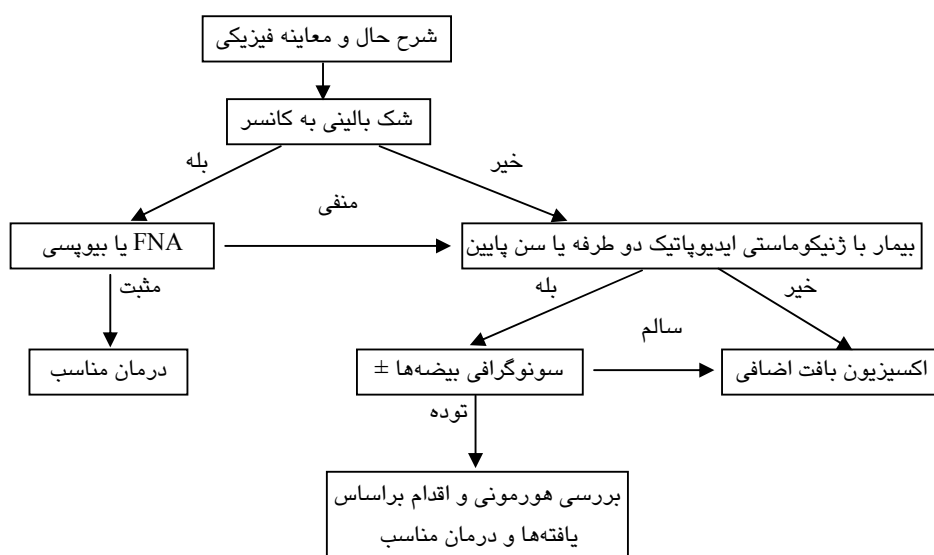 شرح حال و معاینه فیزیکی
شک بالینی به کانسر
خیر
بله
منفی
بیمار با ژنیکوماستی ایدیوپاتیک دو طرفه یا سن پایین
FNA یا بیوپسی
خیر
بله
مثبت
سالم
اکسیزیون بافت اضافی
سونوگرافی بیضه‌ها ±
درمان مناسب
توده
بررسی هورمونی و اقدام براساس
یافته‌ها و درمان مناسب